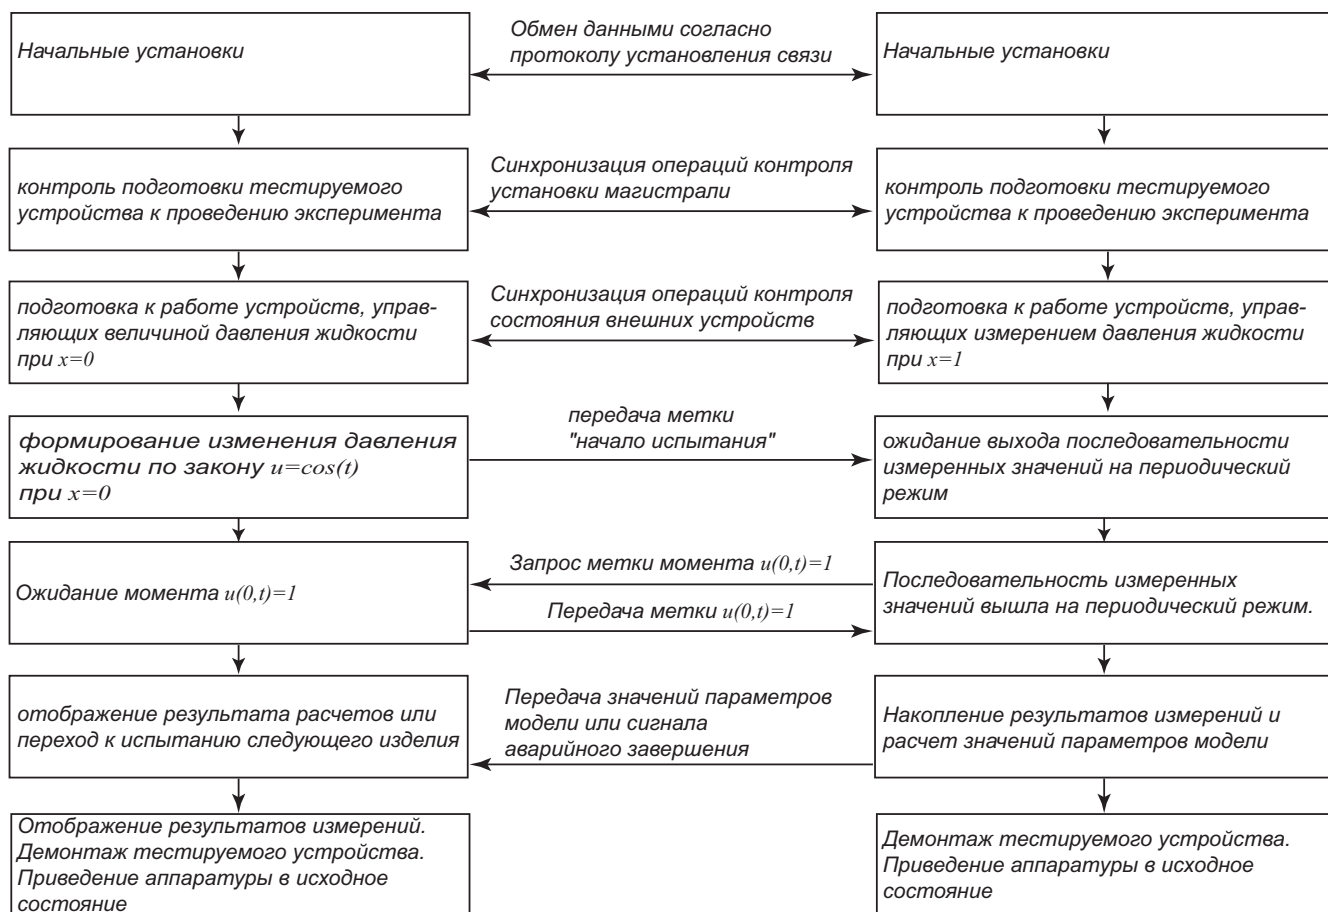 Начальные установки
Обмен данными согласно
протоколу установления связи
Начальные установки
контроль подготовки тестируемого
устройства к проведению эксперимента
Синхронизация операций контроля
установки магистрали
контроль подготовки тестируемого
устройства к проведению эксперимента
подготовка к работе устройств, управ-
ляющих величиной давления жидкости
при x=0
Синхронизация операций контроля
состояния внешних устройств
подготовка к работе устройств, управ-
ляющих измерением давления жидкости
при x=1
формирование изменения давления
жидкости по закону u=cos(t)
при x=0
передача метки
"начало испытания"
ожидание выхода последовательности
измеренных значений на периодический
режим
Ожидание момента u(0,t)=1
Запрос метки момента u(0,t)=1
Передача метки u(0,t)=1
Последовательность измеренных
значений вышла на периодический режим.
отображение результата расчетов или
переход к испытанию следующего изделия
Передача значений параметров
модели или сигнала
аварийного завершения
Накопление результатов измерений и
расчет значений параметров модели
Отображение результатов измерений.
Демонтаж тестируемого устройства.
Приведение аппаратуры в исходное
состояние
Демонтаж тестируемого устройства.
Приведение аппаратуры в исходное
состояние